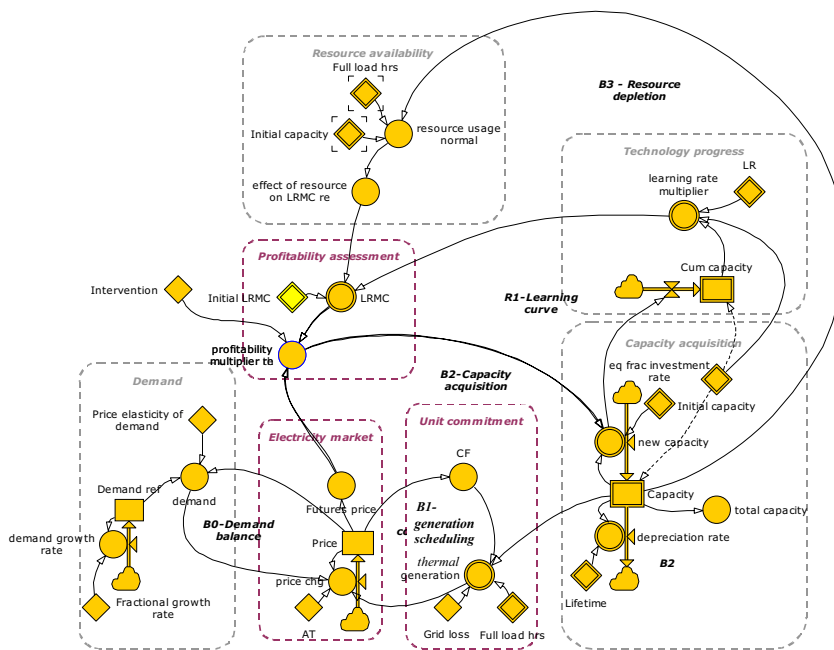 Resource availability
Full load hrs
Initial capacity
resource usage
normal
effect of resource
on LRMC re
B3 - Resource
depletion
Technology progress
LR
learning rate
multiplier
Cum capacity
Profitability assessment
Intervention
Initial LRMC
LRMC
profitability
multiplier re
R1-Learning
curve
B2-Capacity
acquisition
Capacity acquisition
eq frac investment
rate
Initial capacity
new capacity
Capacity
total capacity
depreciation rate
B2
Lifetime
Demand
Price elasticity of
demand
Demand ref
demand
demand growth
rate
Fractional growth
rate
B0-Demand
balance
Electricity market
Futures price
Price
price chg
AT
Unit commitment
CF
B1-
generation
scheduling
thermal
generation
Grid loss
Full load hrs